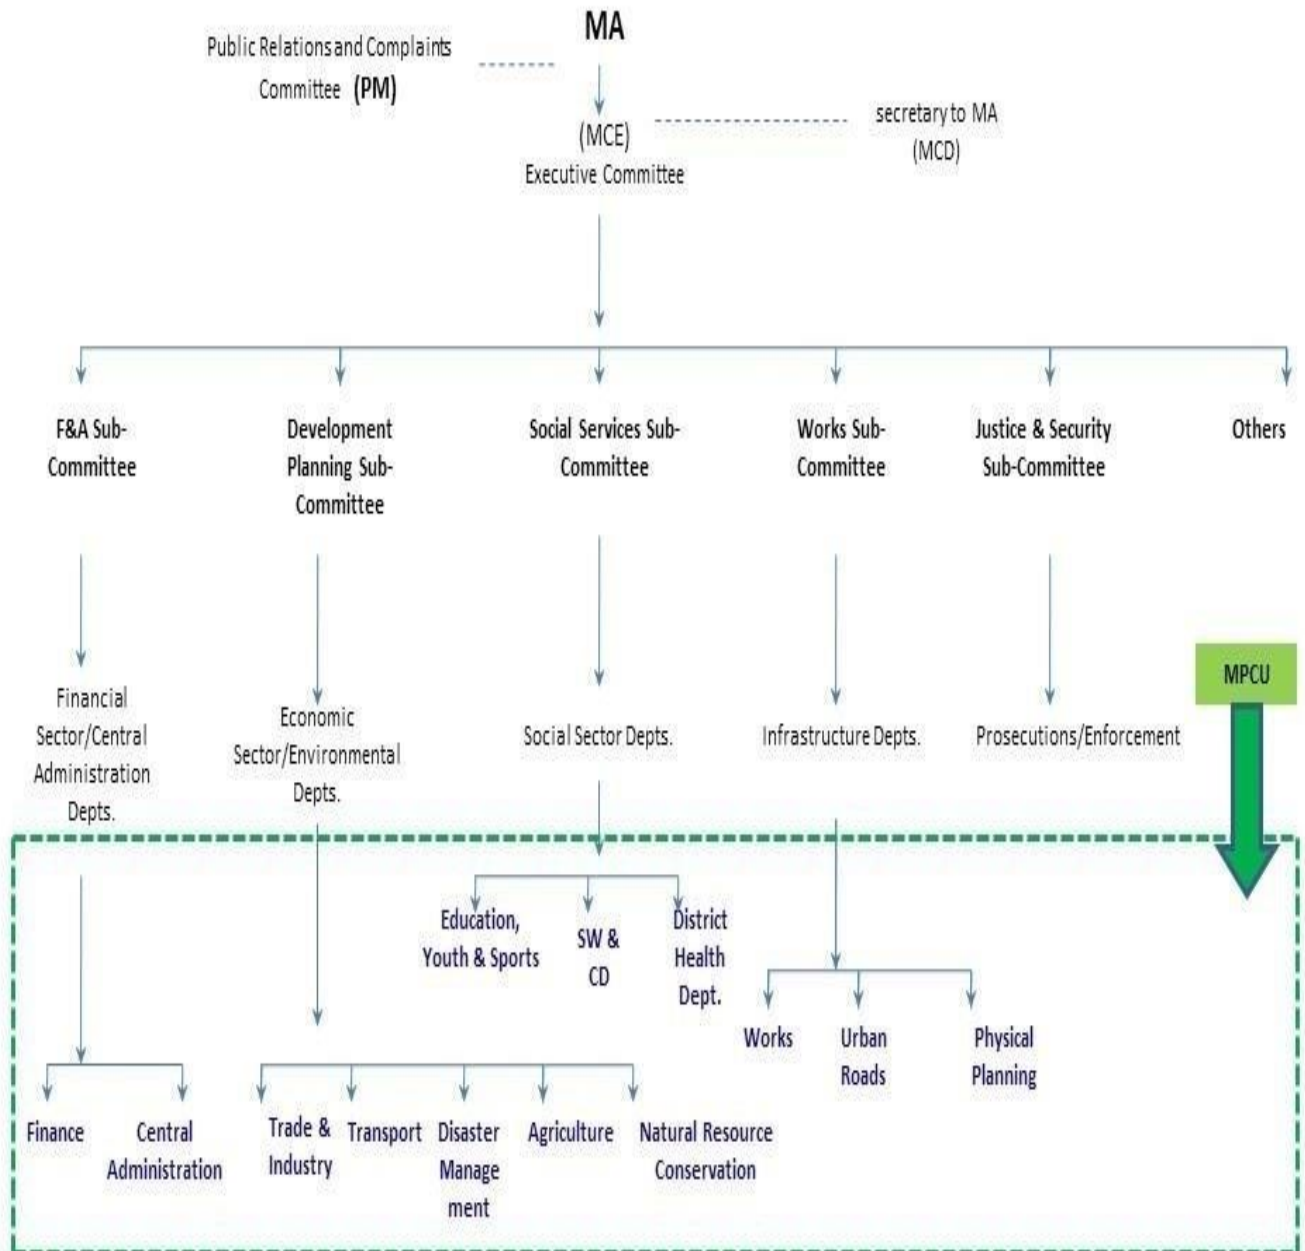 MA
Public Relations and Complaints
Committee (PM)
(MCE)
Executive Committee
secretary to MA
(MCD)
F&A Sub-
Committee
Development
Planning Sub-
Committee
Social Services Sub-
Committee
Works Sub-
Committee
Justice & Security
Sub-Committee
Others
MPCU
Financial
Sector/Central
Administration
Depts.
Economic
Sector/Environmental
Depts.
Social Sector Depts.
Infrastructure Depts.
Prosecutions/Enforcement
Education,
Youth & Sports
SW &
CD
District
Health
Dept.
Works
Urban
Roads
Physical
Planning
Finance
Central
Administration
Trade &
Industry
Transport
Disaster
Manage
ment
Agriculture
Natural Resource
Conservation